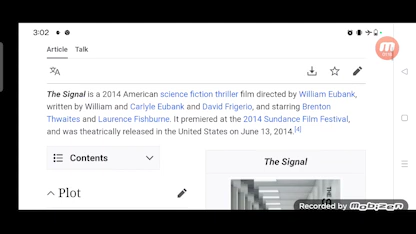 3:02
Article Talk
The Signal is a 2014 American science fiction thriller film directed by William Eubank,
written by William and Carlyle Eubank and David Frigerio, and starring Brenton
Thwaites and Laurence Fishburne. It premiered at the 2014 Sundance Film Festival,
and was theatrically released in the United States on June 13, 2014.[4]
Contents
The Signal
Plot
THE S
Recorded by Mobizen